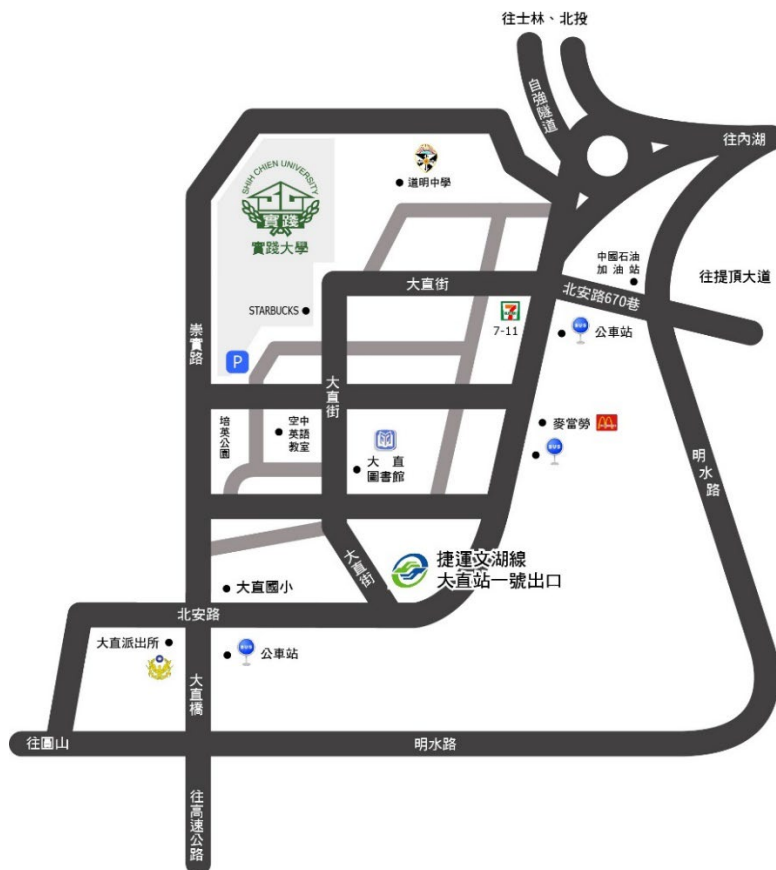 往士林、北投
自強隧道
往內湖
道明中學
SHIH CHIEN UNIVERSITY
實踐
實踐大學
中國石油
加油站
往提頂大道
大直街
北安路670巷
STARBUCKS
7-11
BUS
公車站
崇實路
P
大直街
培英公園
空中
英語
教室
麥當勞
大直
圖書館
BUS
明水路
捷運文湖線
大直站一號出口
大直街
大直國小
北安路
大直派出所
BUS
公車站
大直橋
往圓山
明水路
往高速公路